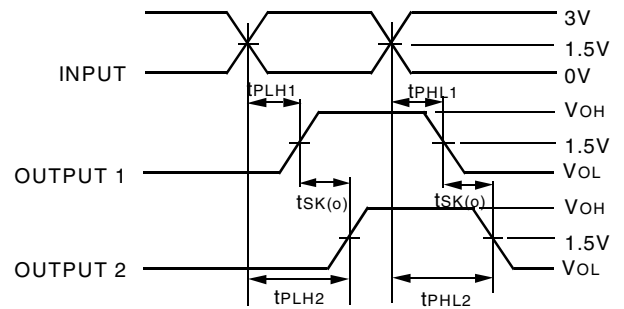 3V
1.5V
INPUT
0V
tPLH1 tPHL1
VOH
1.5V
OUTPUT 1
VOL
tSK(o) tSK(o)
VOH
1.5V
OUTPUT 2
VOL
tPLH2 tPHL2